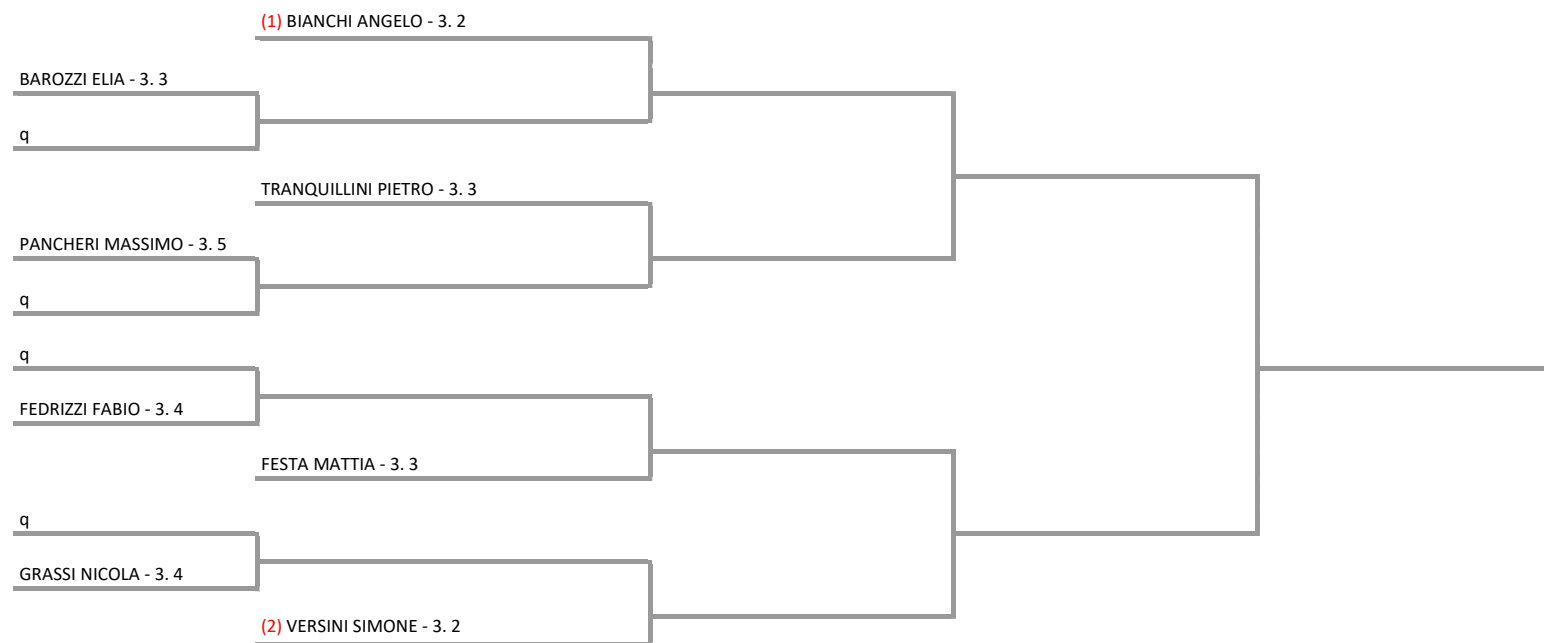 (1) BIANCHI ANGELO - 3. 2
BAROZZI ELIA - 3. 3
q
TRANQUILLINI PIETRO - 3. 3
PANCHERI MASSIMO - 3. 5
q
q
FEDRIZZI FABIO - 3. 4
FESTA MATTIA - 3. 3
q
GRASSI NICOLA - 3. 4
(2) VERSINI SIMONE - 3. 2